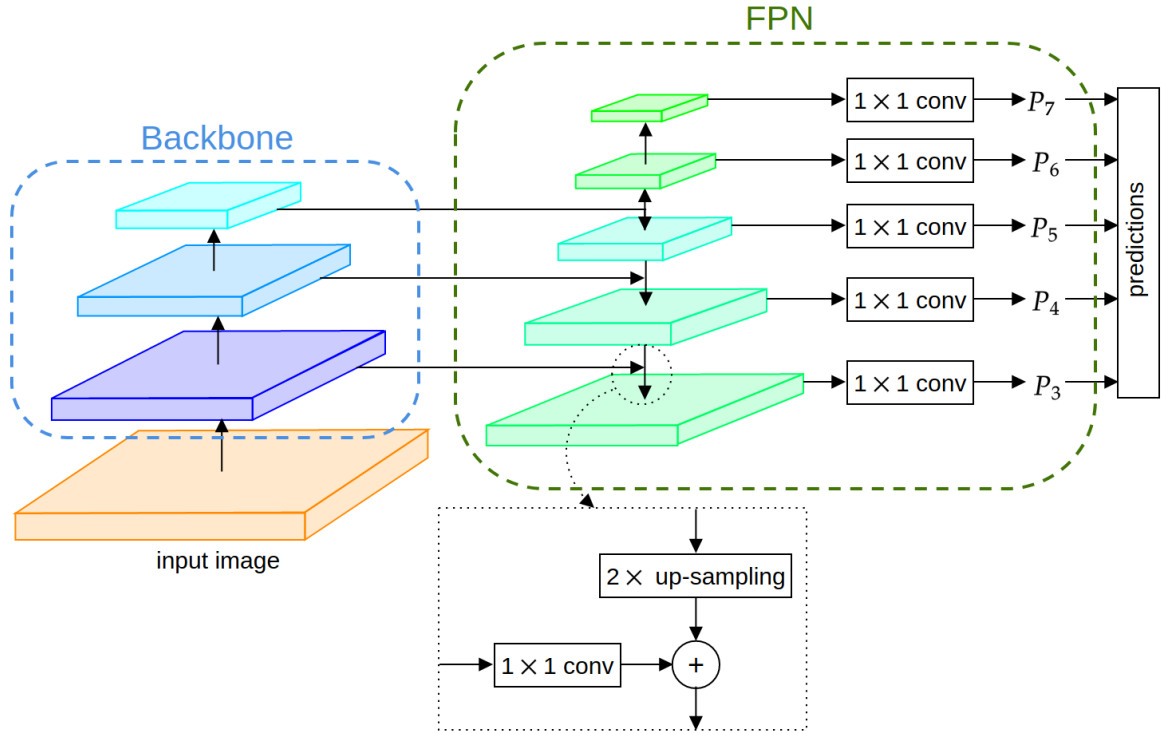 FPN
Backbone
1 × 1 conv
P₇
1 × 1 conv
P₆
1 × 1 conv
P₅
1 × 1 conv
P₄
1 × 1 conv
P₃
predictions
input image
2 × up-sampling
1 × 1 conv
+